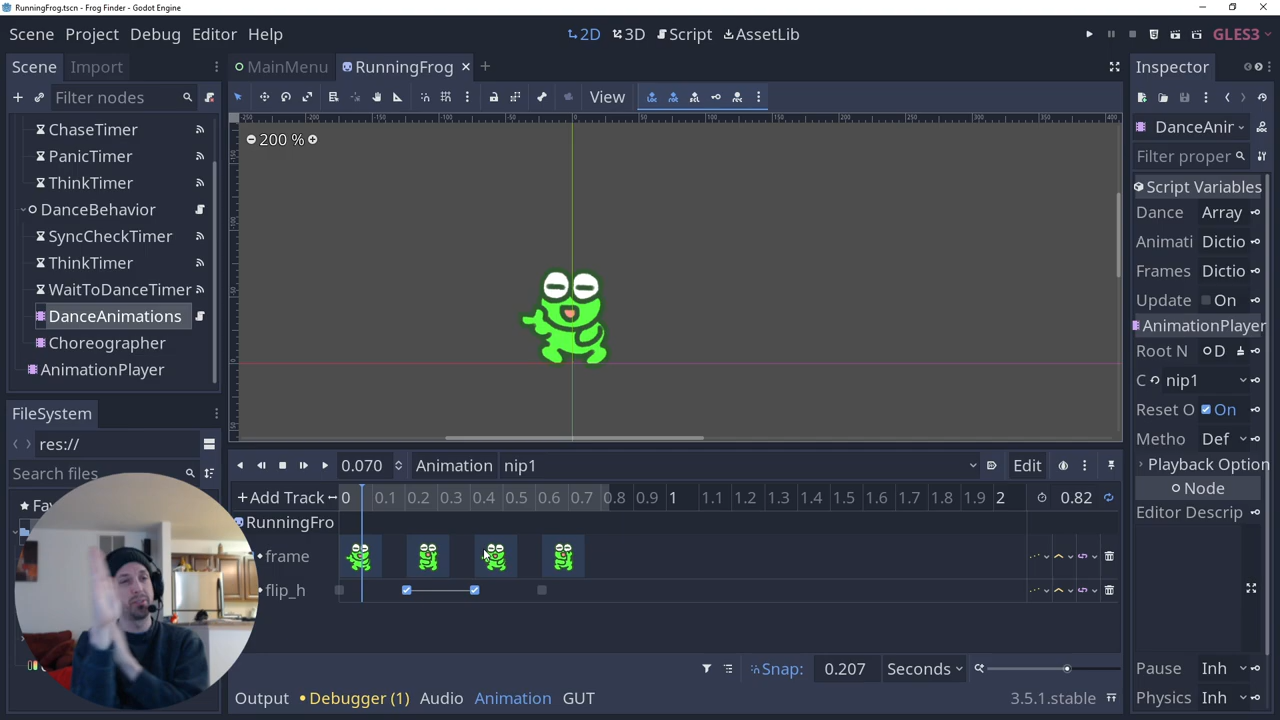 RunningFrog.tscn - Frog Finder - Godot Engine
Scene Project Debug Editor Help
2D 3D Script AssetLib
GLES3
Scene Import
MainMenu RunningFrog
Inspector
Filter nodes
View
200 %
ChaseTimer
PanicTimer
ThinkTimer
DanceBehavior
SyncCheckTimer
ThinkTimer
WaitToDanceTimer
DanceAnimations
Choreographer
AnimationPlayer
DanceAnir
Filter proper
Script Variables
Dance Array
Animati Dictio
Frames Dictio
Update On
AnimationPlayer
Root N D
C nip1
Reset O On
Metho Def
Playback Option
Node
Editor Descrip
Pause Inh
Physics Inh
FileSystem
res://
Search files
Fav
0.070 Animation nip1 Edit
Add Track 0 0.1 0.2 0.3 0.4 0.5 0.6 0.7 0.8 0.9 1 1.1 1.2 1.3 1.4 1.5 1.6 1.7 1.8 1.9 2 0.82
RunningFro
frame
flip_h
Snap: 0.207 Seconds
Output Debugger (1) Audio Animation GUT 3.5.1.stable